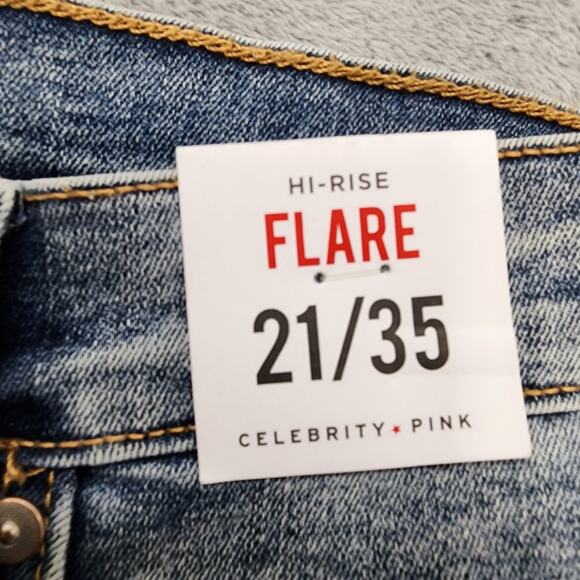 HI-RISE
FLARE
21/35
CELEBRITY ★ PINK